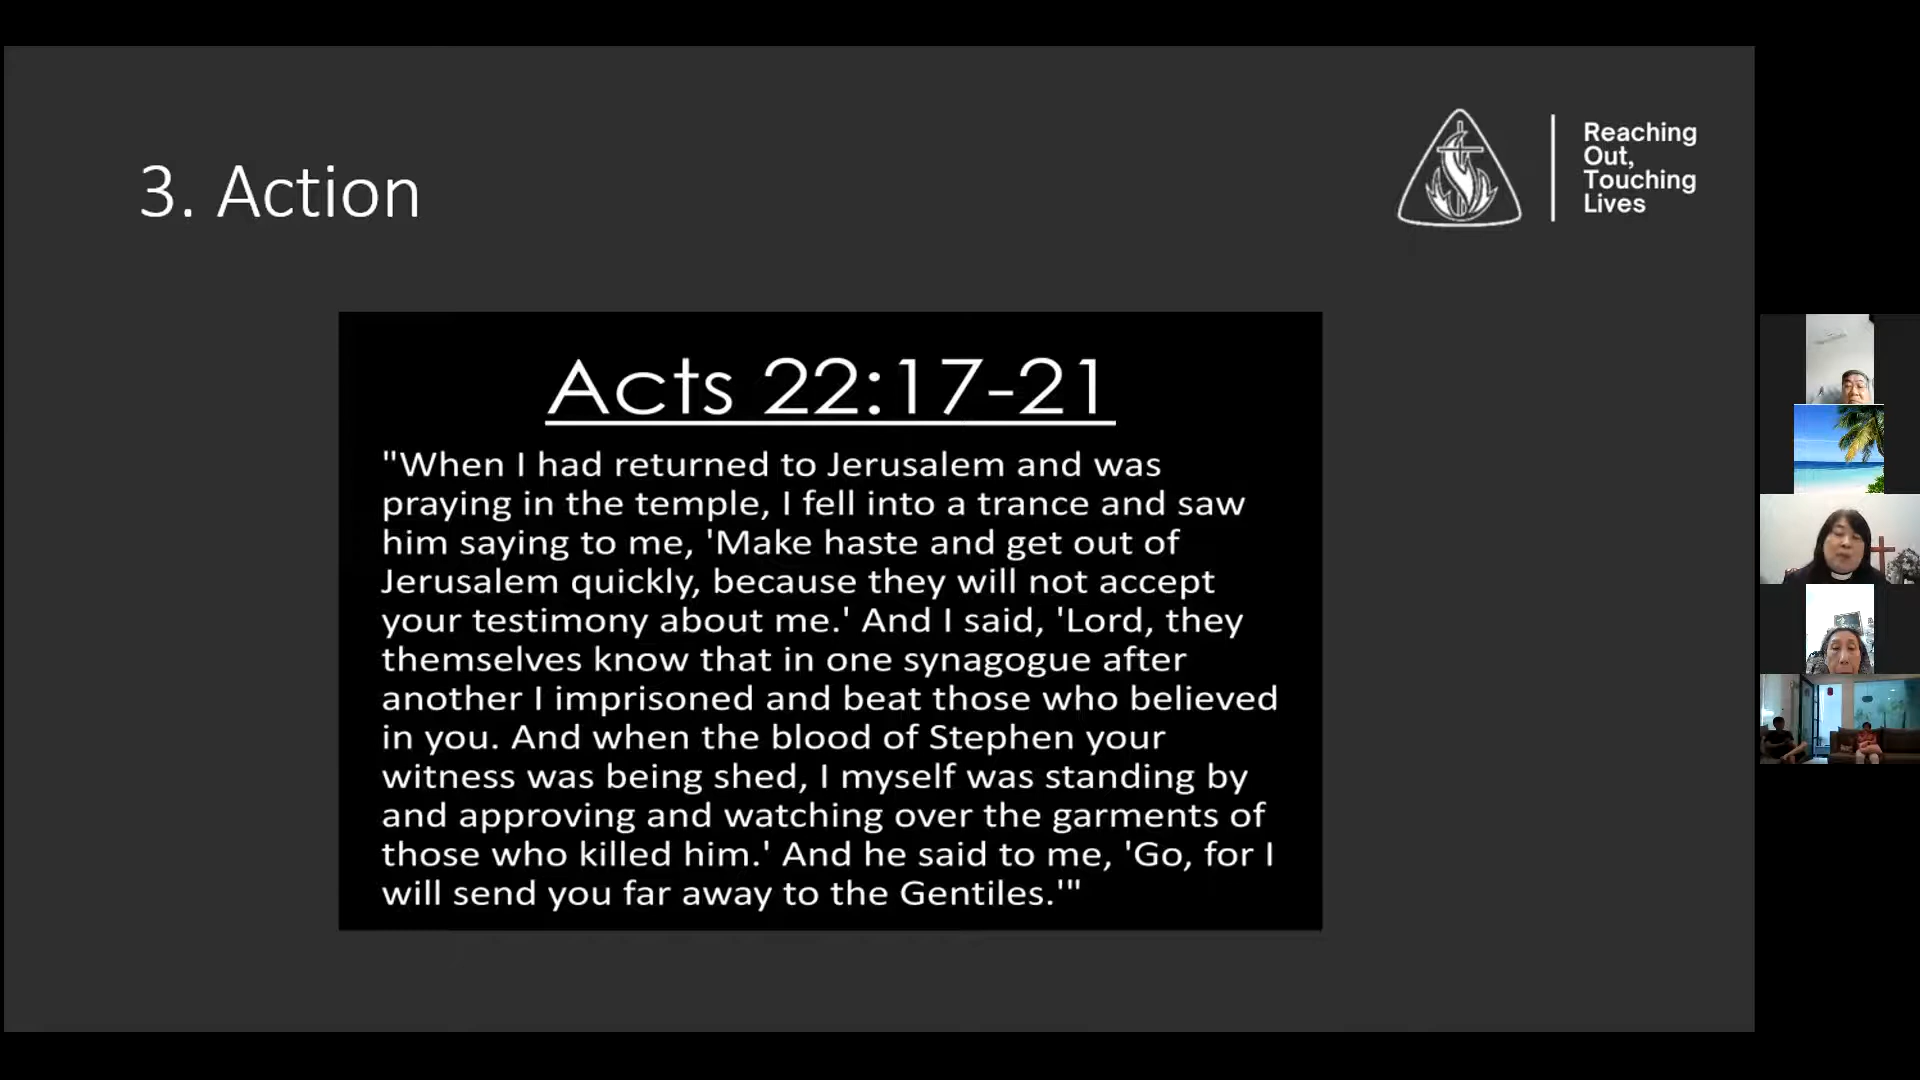 3. Action
Reaching
Out,
Touching
Lives
Acts 22:17-21
"When I had returned to Jerusalem and was
praying in the temple, I fell into a trance and saw
him saying to me, 'Make haste and get out of
Jerusalem quickly, because they will not accept
your testimony about me.' And I said, 'Lord, they
themselves know that in one synagogue after
another I imprisoned and beat those who believed
in you. And when the blood of Stephen your
witness was being shed, I myself was standing by
and approving and watching over the garments of
those who killed him.' And he said to me, 'Go, for I
will send you far away to the Gentiles.'"